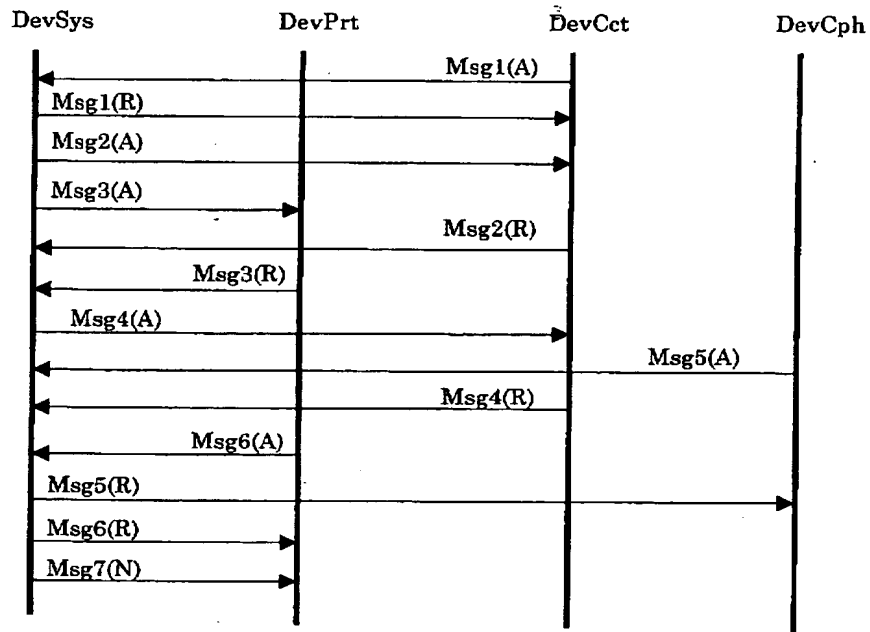 DevSys DevPrt DevCct DevCph
Msg1(A)
Msg1(R)
Msg2(A)
Msg3(A)
Msg2(R)
Msg3(R)
Msg4(A)
Msg5(A)
Msg4(R)
Msg6(A)
Msg5(R)
Msg6(R)
Msg7(N)